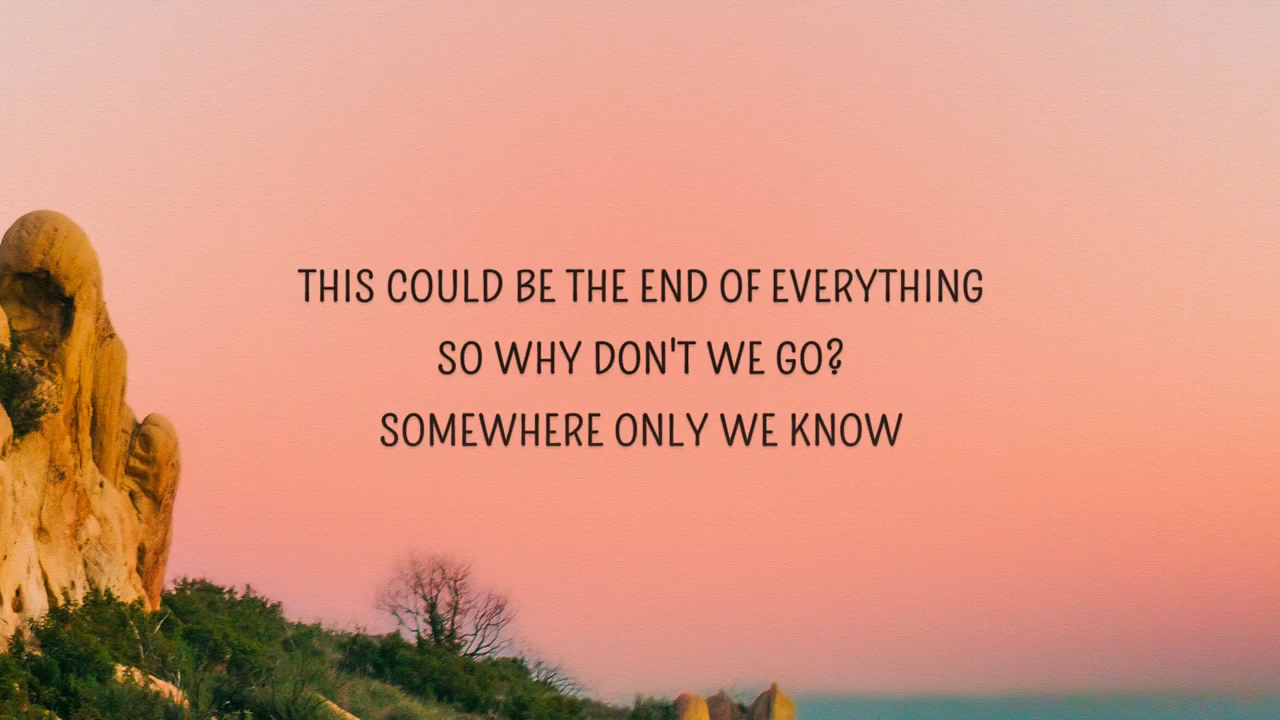 THIS COULD BE THE END OF EVERYTHING
SO WHY DON'T WE GO?
SOMEWHERE ONLY WE KNOW